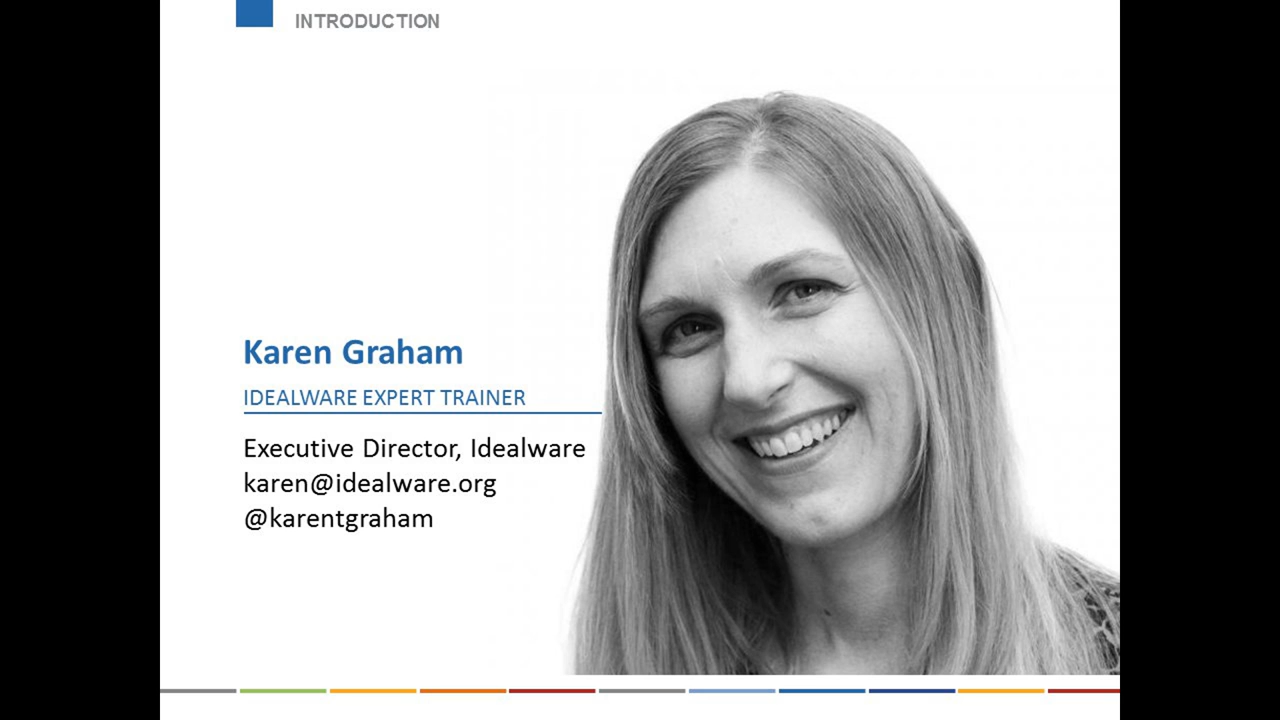 INTRODUCTION
Karen Graham
IDEALWARE EXPERT TRAINER
Executive Director, Idealware
karen@idealware.org
@karentgraham